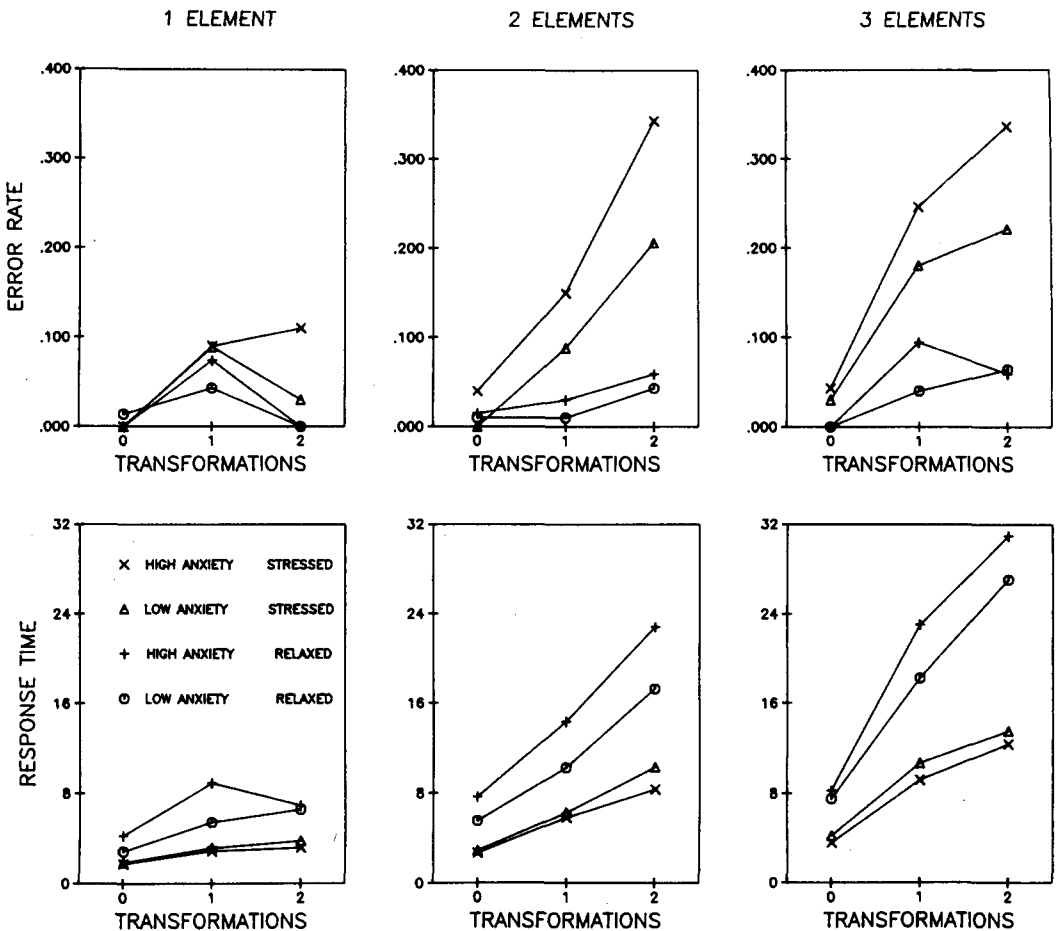 1 ELEMENT
2 ELEMENTS
3 ELEMENTS
ERROR RATE
.400
.300
.200
.100
.000
0 1 2
TRANSFORMATIONS
.400
.300
.200
.100
.000
0 1 2
TRANSFORMATIONS
.400
.300
.200
.100
.000
0 1 2
TRANSFORMATIONS
RESPONSE TIME
32
24
16
8
0
HIGH ANXIETY STRESSED
LOW ANXIETY STRESSED
HIGH ANXIETY RELAXED
LOW ANXIETY RELAXED
0 1 2
TRANSFORMATIONS
32
24
16
8
0
0 1 2
TRANSFORMATIONS
32
24
16
8
0
0 1 2
TRANSFORMATIONS